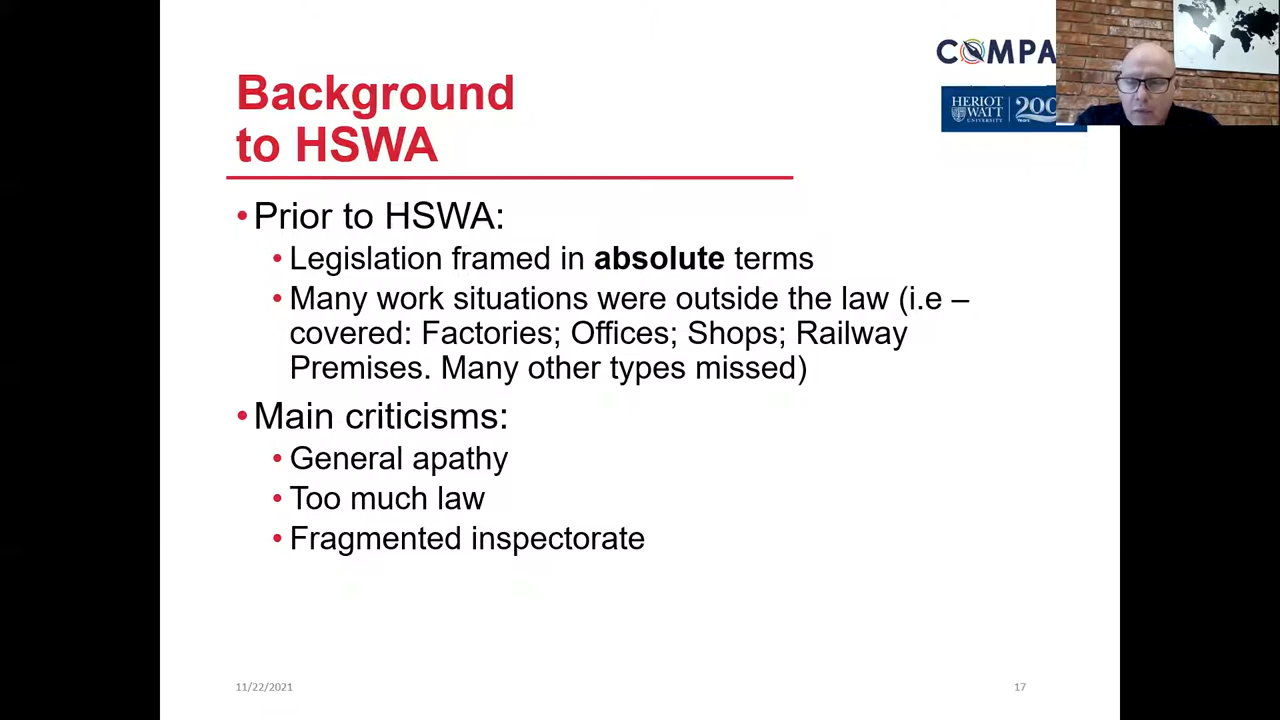 Background
to HSWA
COMPA
HERIOT
WATT
UNIVERSITY
200
YEARS
•Prior to HSWA:
•Legislation framed in absolute terms
•Many work situations were outside the law (i.e –
covered: Factories; Offices; Shops; Railway
Premises. Many other types missed)
•Main criticisms:
•General apathy
•Too much law
•Fragmented inspectorate
11/22/2021
17